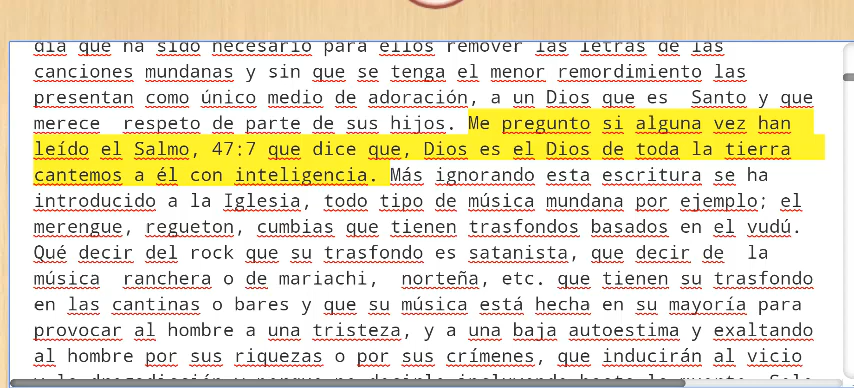 día que ha sido necesario para ellos remover las letras de las
canciones mundanas y sin que se tenga el menor remordimiento las
presentan como único medio de adoración, a un Dios que es Santo y que
merece respeto de parte de sus hijos. Me pregunto si alguna vez han
leído el Salmo, 47:7 que dice que, Dios es el Dios de toda la tierra
cantemos a él con inteligencia. Más ignorando esta escritura se ha
introducido a la Iglesia, todo tipo de música mundana por ejemplo; el
merengue, regueton, cumbias que tienen trasfondos basados en el vudú.
Qué decir del rock que su trasfondo es satanista, que decir de la
música ranchera o de mariachi, norteña, etc. que tienen su trasfondo
en las cantinas o bares y que su música está hecha en su mayoría para
provocar al hombre a una tristeza, y a una baja autoestima y exaltando
al hombre por sus riquezas o por sus crímenes, que inducirán al vicio